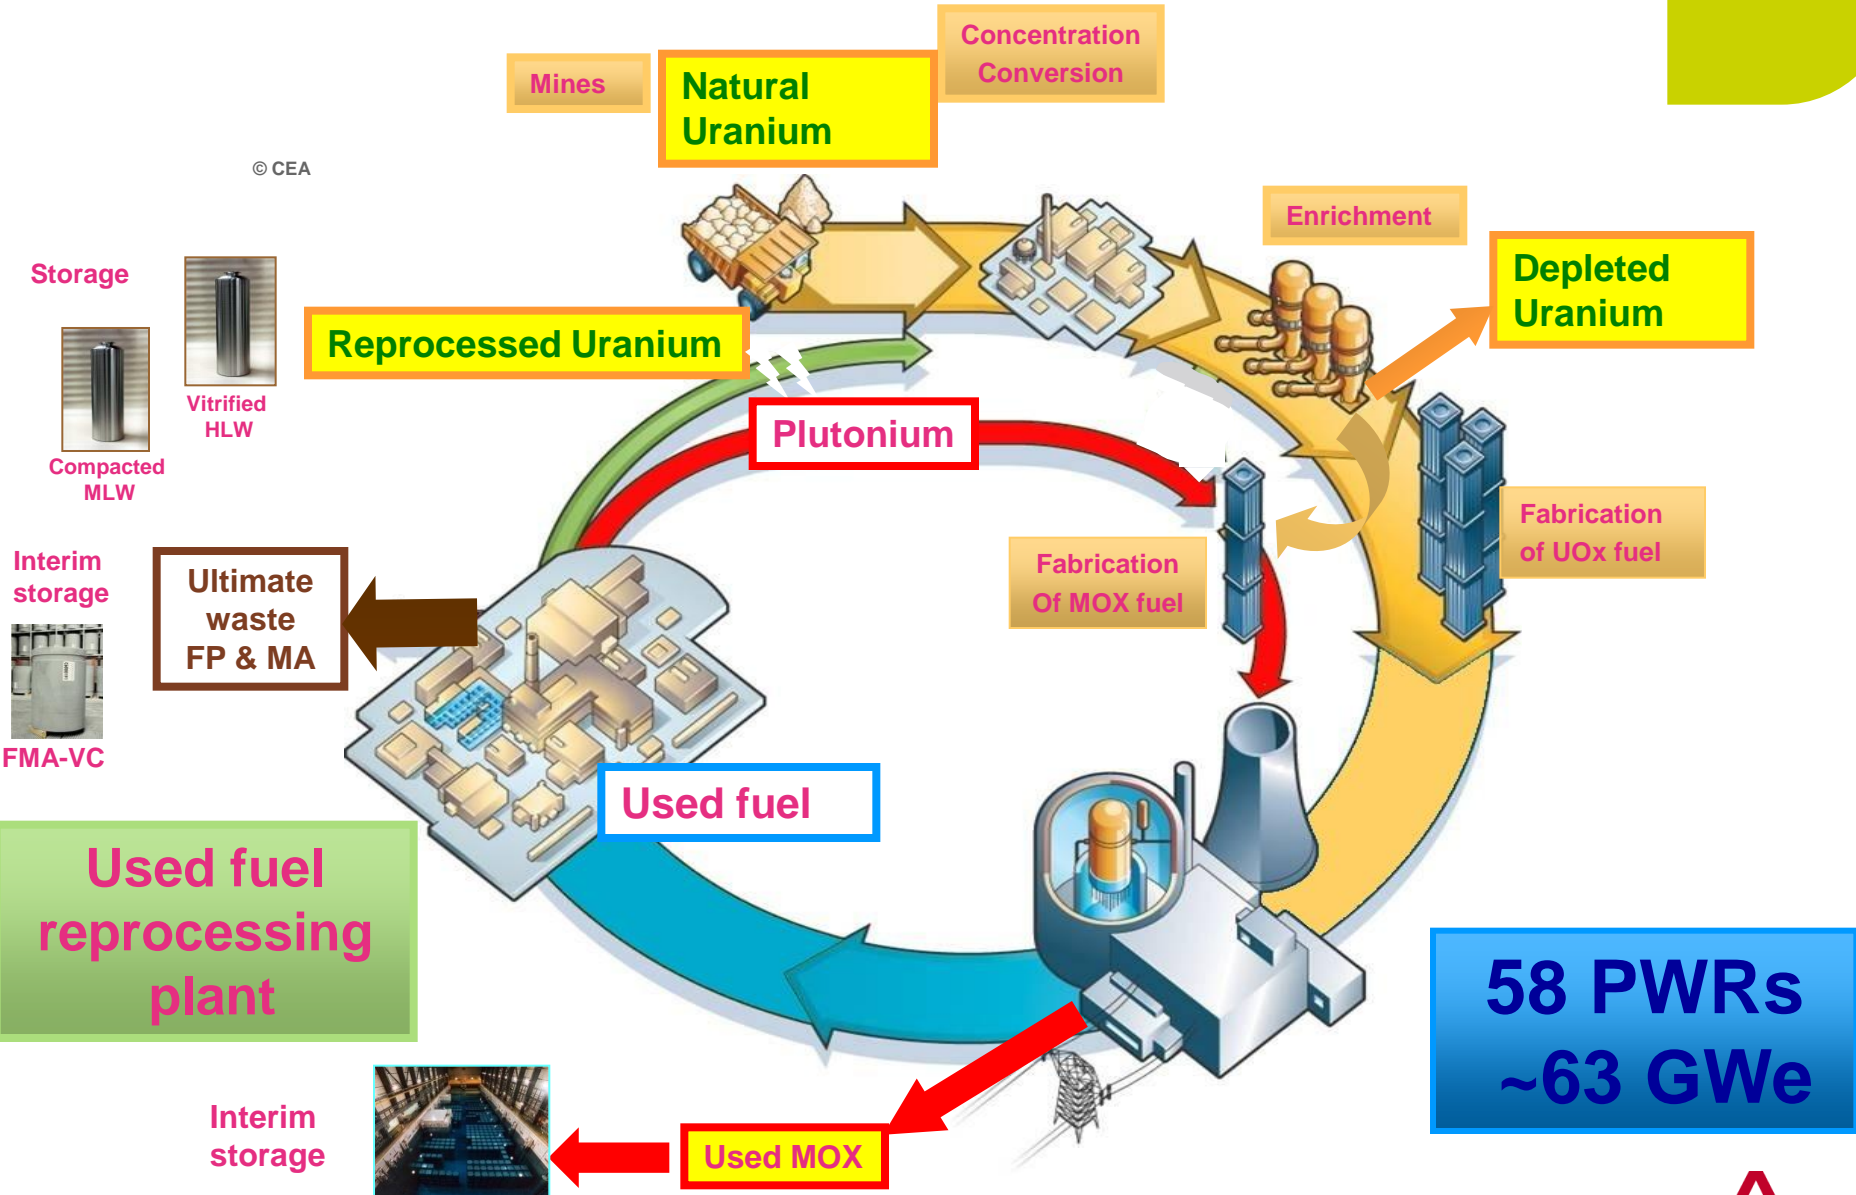 Concentration
Conversion
Mines
Natural
Uranium
© CEA
Enrichment
Depleted
Uranium
Storage
Reprocessed Uranium
Vitrified
HLW
Plutonium
Compacted
MLW
Fabrication
of UOx fuel
Interim
storage
Ultimate
waste
FP & MA
Fabrication
Of MOX fuel
FMA-VC
Used fuel
Used fuel
reprocessing
plant
58 PWRs
~63 GWe
Interim
storage
Used MOX